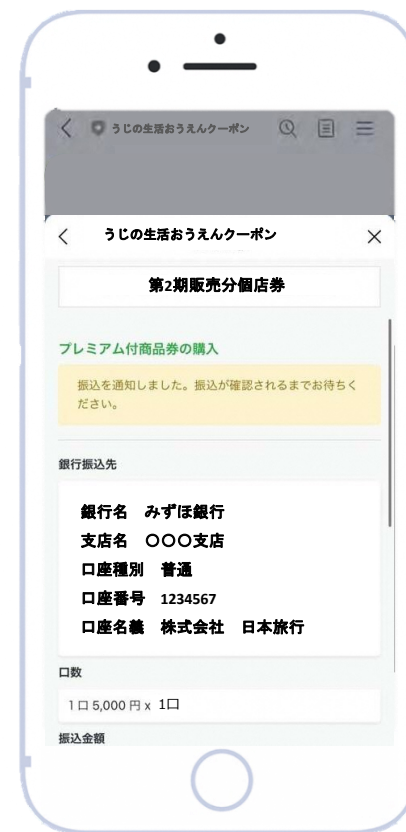 うじの生活おうえんクーポン
うじの生活おうえんクーポン
第2期販売分個店券
プレミアム付商品券の購入
振込を通知しました。振込が確認されるまでお待ちく
ださい。
銀行振込先
銀行名 みずほ銀行
支店名 〇〇〇支店
口座種別 普通
口座番号 1234567
口座名義 株式会社 日本旅行
口数
1口 5,000 円 x 1口
振込金額